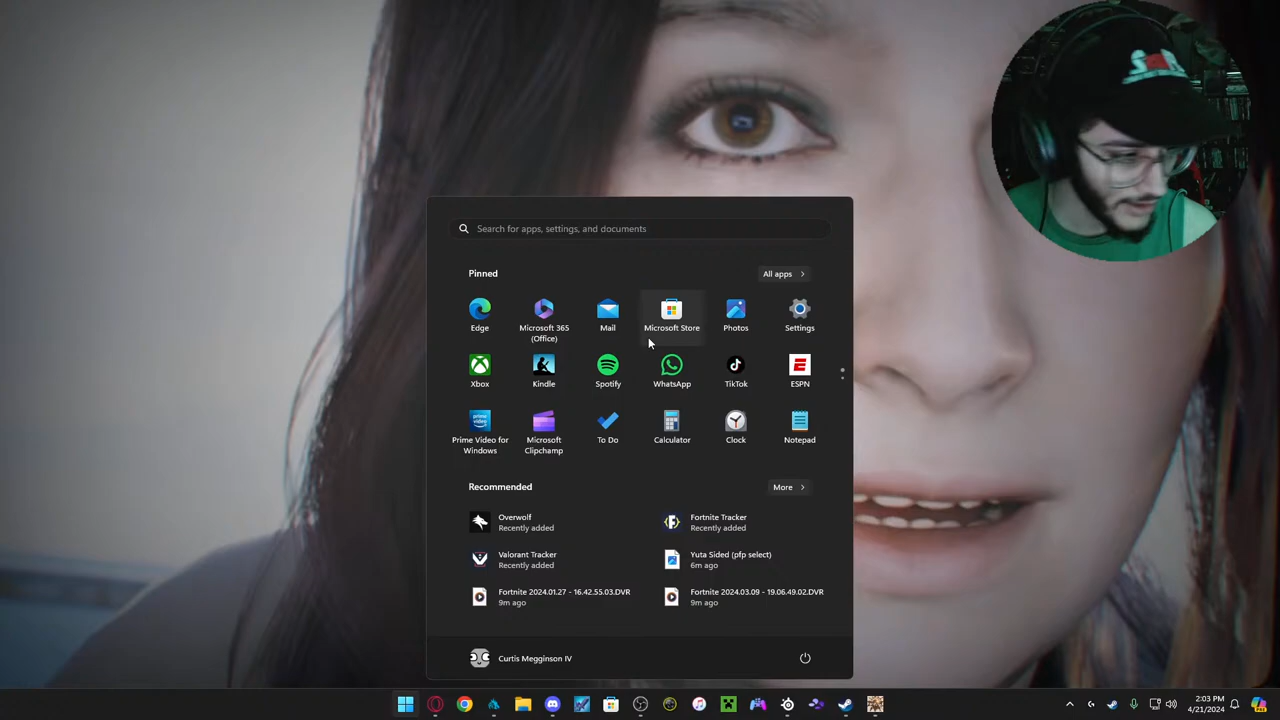 Search for apps, settings, and documents
Pinned
All apps
Edge
Microsoft 365
(Office)
Mail
Microsoft Store
Photos
Settings
Xbox
Kindle
Spotify
WhatsApp
TikTok
ESPN
prime video
Prime Video for
Windows
Microsoft
Clipchamp
To Do
Calculator
Clock
Notepad
Recommended
More
Overwolf
Recently added
Fortnite Tracker
Recently added
Valorant Tracker
Recently added
Yuta Sided (pfp select)
6m ago
Fortnite 2024.01.27 - 16.42.55.03.DVR
9m ago
Fortnite 2024.03.09 - 19.06.49.02.DVR
9m ago
Curtis Megginson IV
2:03 PM
4/21/2024